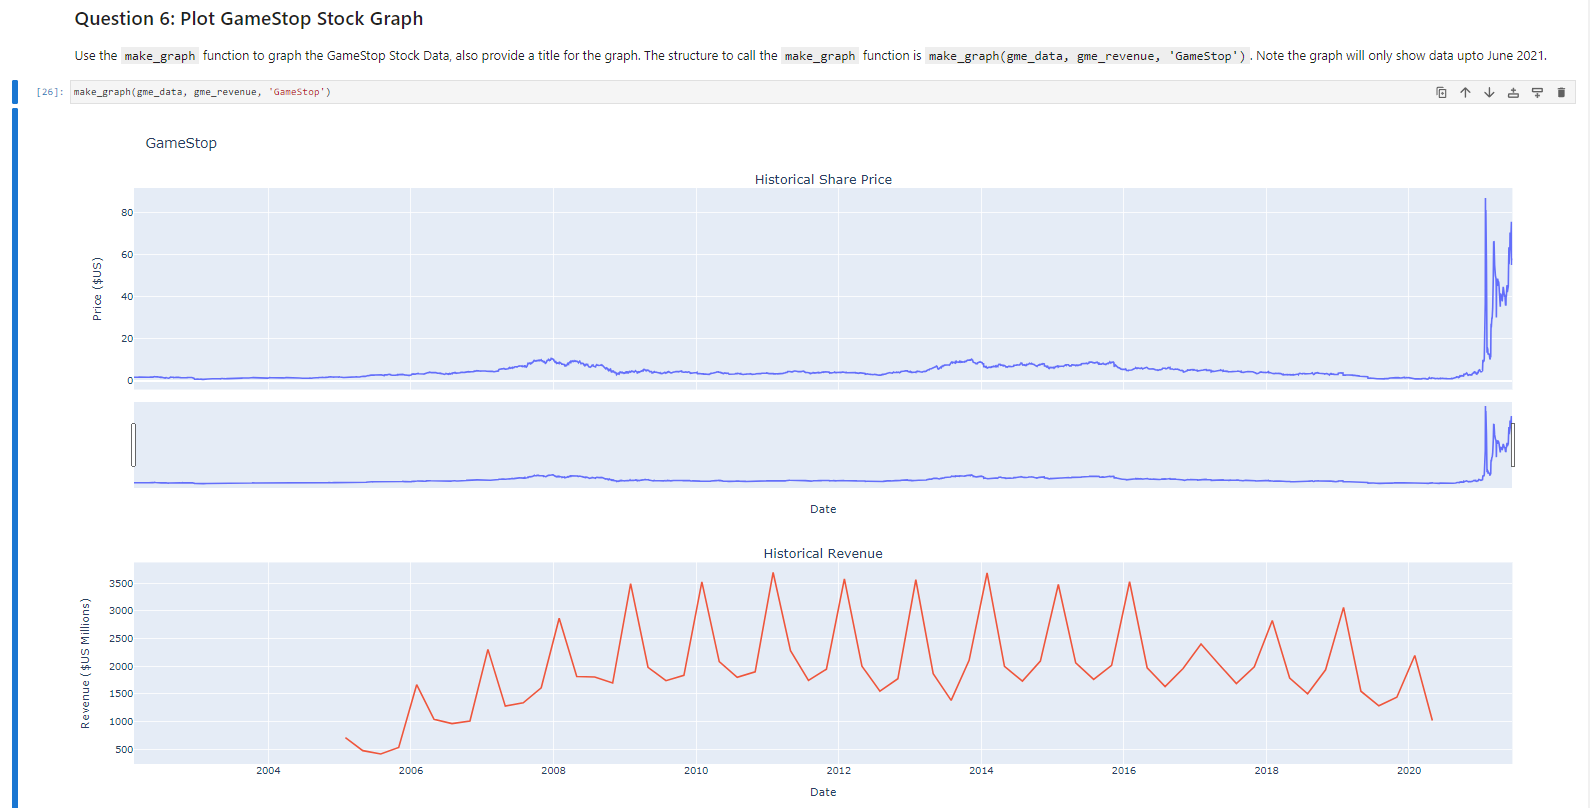 Question 6: Plot GameStop Stock Graph
Use the make_graph function to graph the GameStop Stock Data, also provide a title for the graph. The structure to call the make_graph function is make_graph(gme_data, gme_revenue, 'GameStop') . Note the graph will only show data upto June 2021.
[26]: make_graph(gme_data, gme_revenue, 'GameStop')
GameStop
Historical Share Price
80
60
40
20
0
Price ($US)
Date
Historical Revenue
3500
3000
2500
2000
1500
1000
500
Revenue ($US Millions)
2004 2006 2008 2010 2012 2014 2016 2018 2020
Date